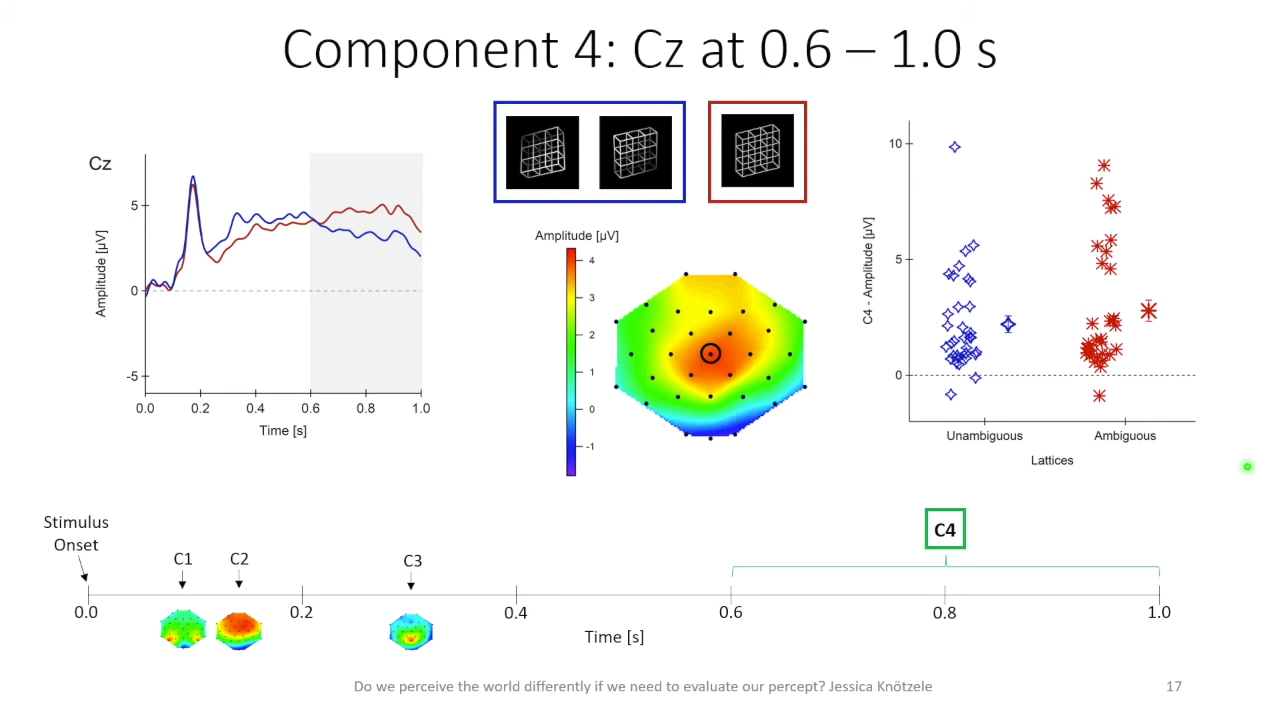 Component 4: Cz at 0.6 – 1.0 s
Cz
5
0
-5
Amplitude [µV]
0.0 0.2 0.4 0.6 0.8 1.0
Time [s]
Amplitude [µV]
4
3
2
1
0
-1
10
5
0
C4 - Amplitude [µV]
Unambiguous Ambiguous
Lattices
Stimulus
Onset
C1 C2 C3 C4
0.0 0.2 0.4 0.6 0.8 1.0
Time [s]
Do we perceive the world differently if we need to evaluate our percept? Jessica Knötzele
17